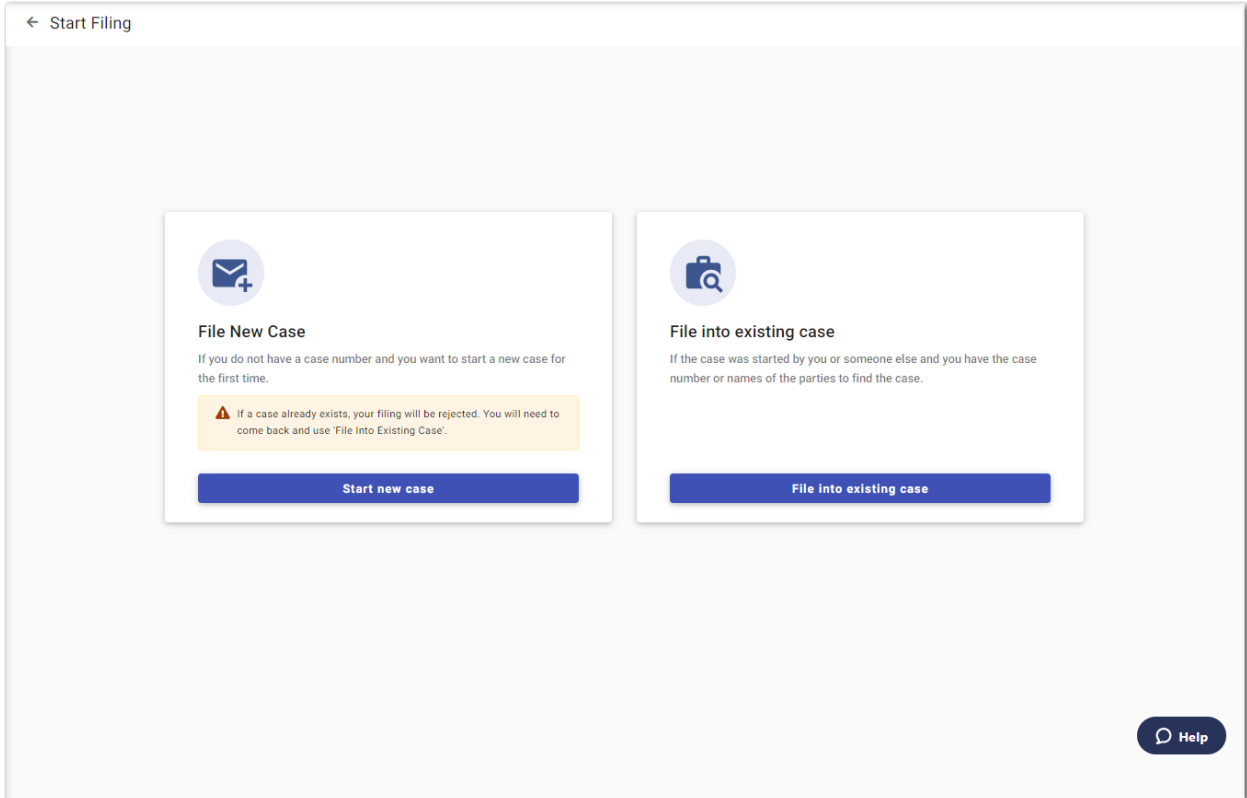 Start Filing
File New Case
If you do not have a case number and you want to start a new case for
the first time.
If a case already exists, your filing will be rejected. You will need to
come back and use 'File Into Existing Case'.
Start new case
File into existing case
If the case was started by you or someone else and you have the case
number or names of the parties to find the case.
File into existing case
Help